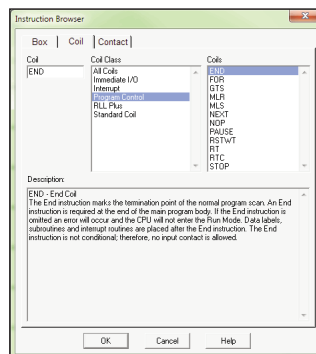 Instruction Browser
Box Coil Contact
Coil Coil Class Coils
END
All Coils
Immediate I/O
Interrupt
Program Control
RLL Plus
Standard Coil
END
FOR
GTS
MLR
MLS
NEXT
NOP
PAUSE
RSTWT
RT
RTC
STOP
Description:
END - End Coil
The End instruction marks the termination point of the normal program scan. An End
instruction is required at the end of the main program body. If the End instruction is
omitted an error will occur and the CPU will not enter the Run Mode. Data labels,
subroutines and interrupt routines are placed after the End instruction. The End
instruction is not conditional; therefore, no input contact is allowed.
OK Cancel Help